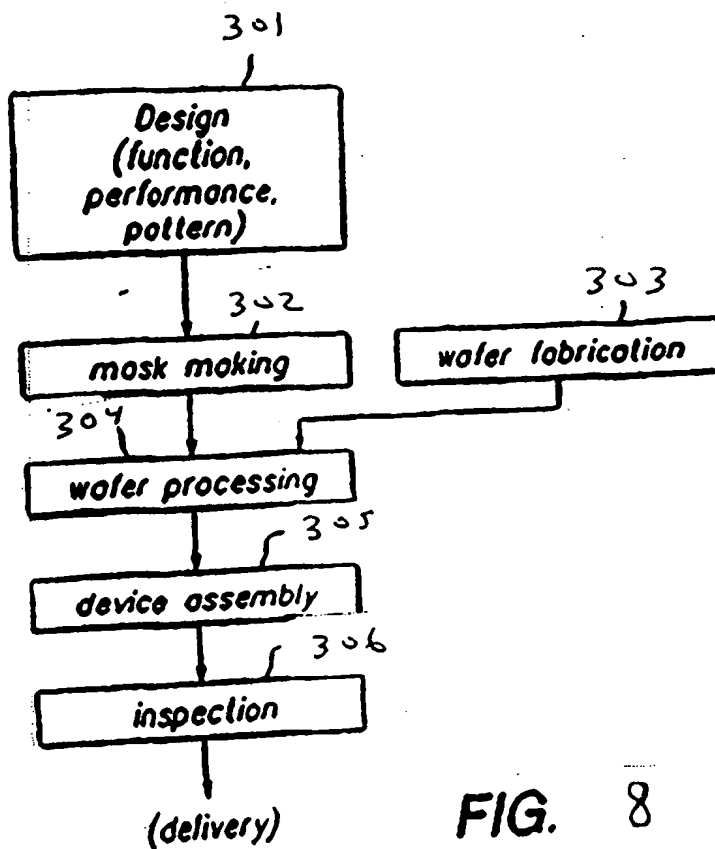 301
Design
(function,
performance,
pattern)
302
mask making
303
wafer fabrication
304
wafer processing
305
device assembly
306
inspection
(delivery)
FIG. 8